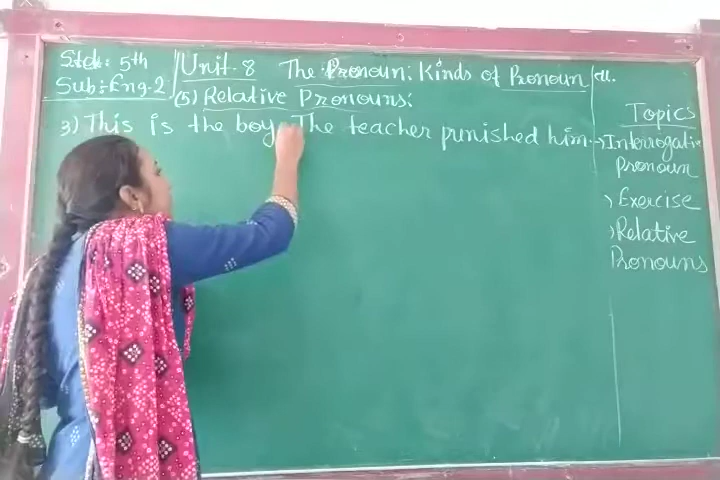 Std: 5th
Sub: Eng-2
Unit-8 The Pronoun: Kinds of Pronoun
(5) Relative Pronouns:
3) This is the boy. The teacher punished him.
Topics
→ Interrogative
Pronoun
→ Exercise
→ Relative
Pronouns